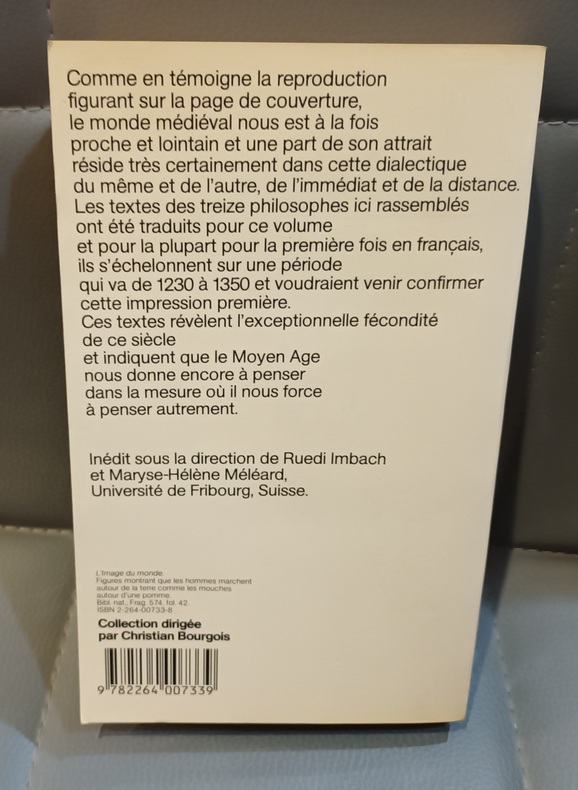 Comme en témoigne la reproduction
figurant sur la page de couverture,
le monde médiéval nous est à la fois
proche et lointain et une part de son attrait
réside très certainement dans cette dialectique
du même et de l'autre, de l'immédiat et de la distance.
Les textes des treize philosophes ici rassemblés
ont été traduits pour ce volume
et pour la plupart pour la première fois en français,
ils s'échelonnent sur une période
qui va de 1230 à 1350 et voudraient venir confirmer
cette impression première.
Ces textes révèlent l'exceptionnelle fécondité
de ce siècle
et indiquent que le Moyen Age
nous donne encore à penser
dans la mesure où il nous force
à penser autrement.
Inédit sous la direction de Ruedi Imbach
et Maryse-Hélène Méléard,
Université de Fribourg, Suisse.
L'Image du monde
Figures montrant que les hommes marchent
autour de la terre comme les mouches
autour d'une pomme.
Bibl. nat., Frag. 574, fol. 42.
ISBN 2-264-00733-8
Collection dirigée
par Christian Bourgois
9 782264 007339